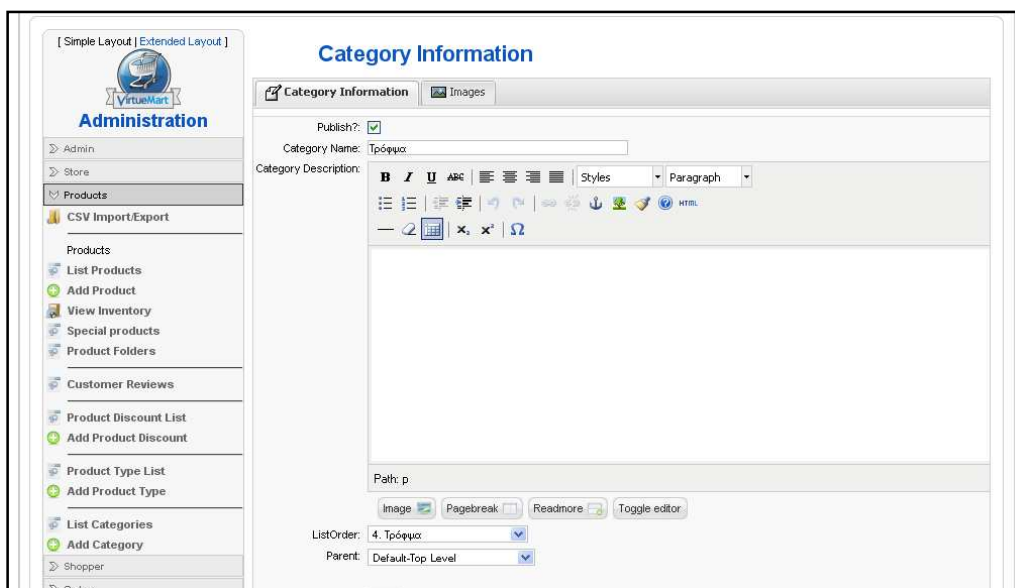 [ Simple Layout | Extended Layout ]
VirtueMart
Administration
Admin
Store
Products
CSV Import/Export
Products
List Products
Add Product
View Inventory
Special products
Product Folders
Customer Reviews
Product Discount List
Add Product Discount
Product Type List
Add Product Type
List Categories
Add Category
Shopper
Category Information
Category Information
Images
Publish?:
Category Name: Τρόφιμα
Category Description:
B I U ABC Styles Paragraph
HTML
x₂ x² Ω
Path: p
Image Pagebreak Readmore Toggle editor
ListOrder: 4. Τρόφιμα
Parent: Default-Top Level